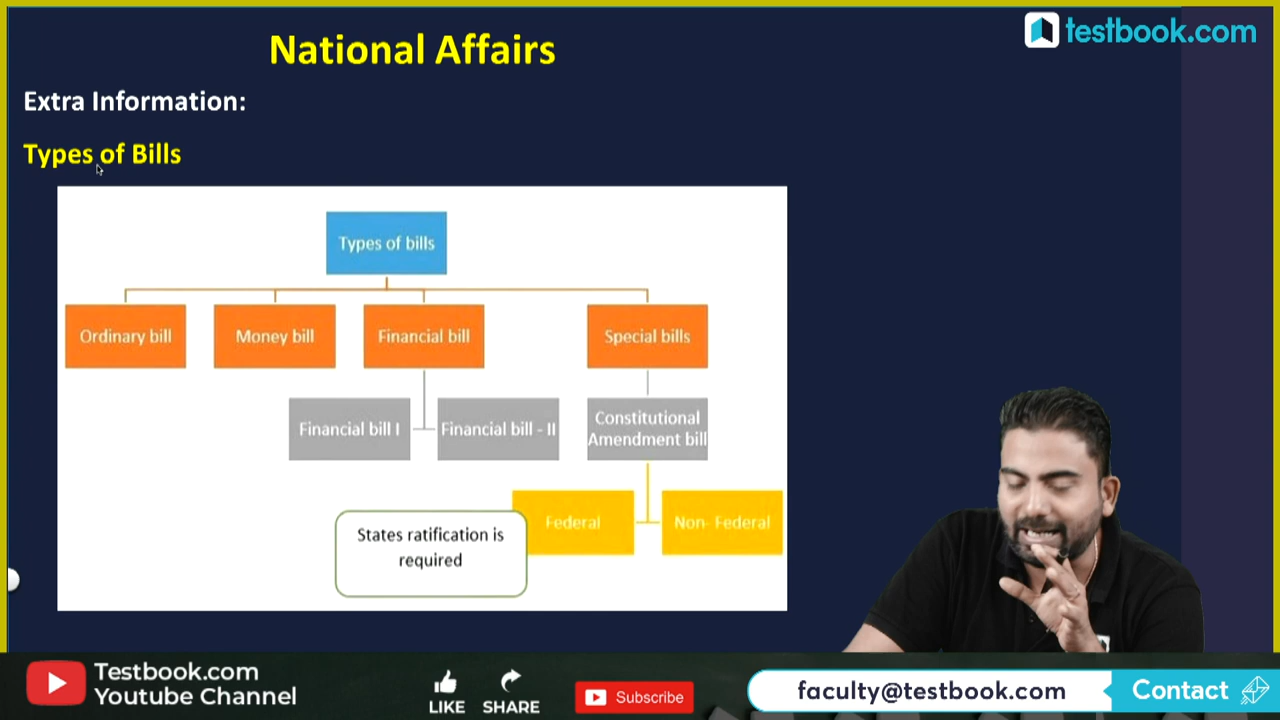 National Affairs
testbook.com
Extra Information:
Types of Bills
Types of bills
Ordinary bill
Money bill
Financial bill
Special bills
Financial bill I
Financial bill - II
Constitutional
Amendment bill
Federal
Non- Federal
States ratification is
required
Testbook.com
Youtube Channel
LIKE
SHARE
Subscribe
faculty@testbook.com
Contact